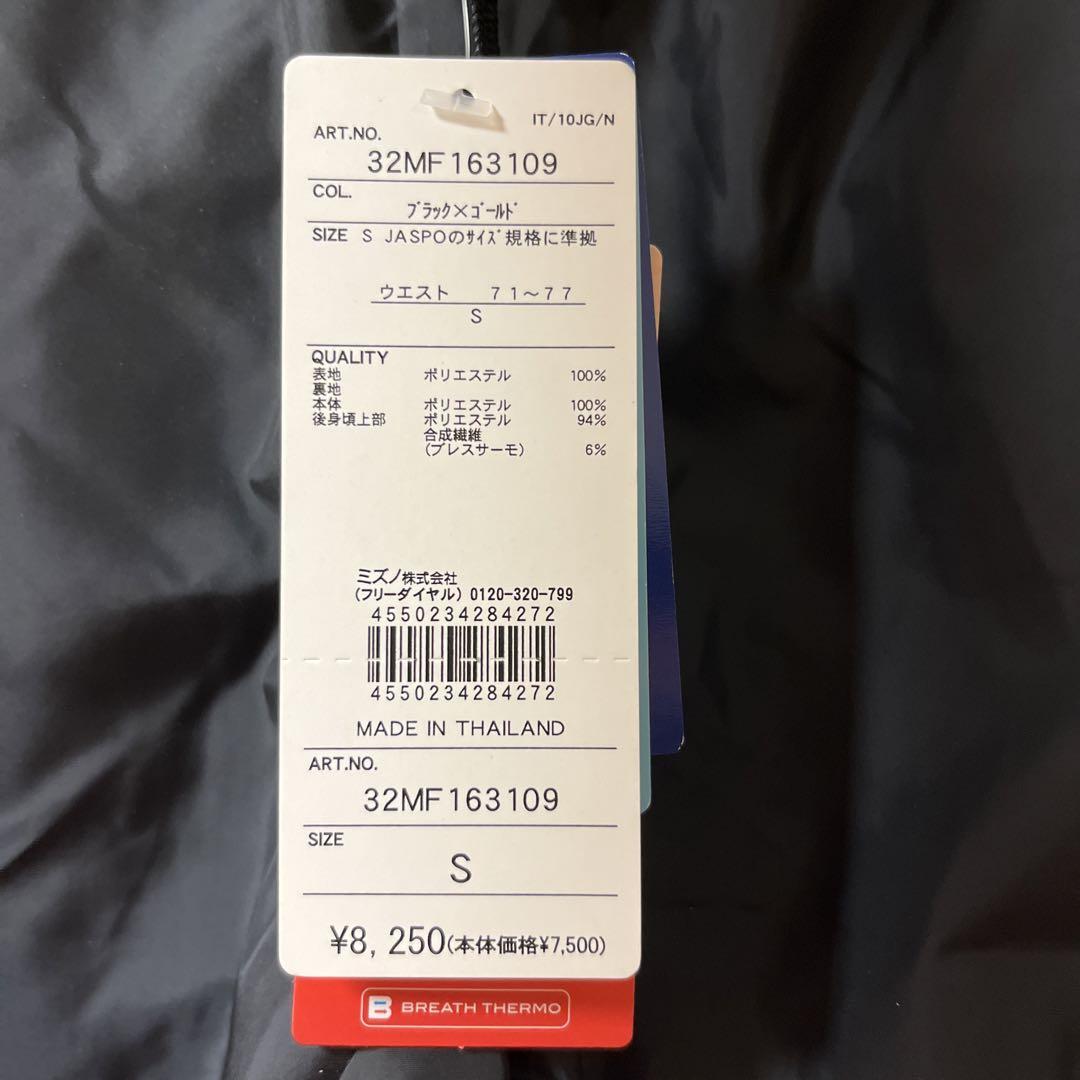 IT/10JG/N
ART.NO.
32MF163109
COL.
ﾌﾞﾗｯｸ×ｺﾞｰﾙﾄﾞ
SIZE S JASPOのｻｲｽﾞ規格に準拠
ウエスト 71～77
S
QUALITY
表地 ポリエステル 100%
裏地
本体 ポリエステル 100%
後身頃上部 ポリエステル 94%
合成繊維
(ブレスサーモ) 6%
ミズノ株式会社
(フリーダイヤル) 0120-320-799
4550234284272
4550234284272
MADE IN THAILAND
ART.NO.
32MF163109
SIZE
S
¥8,250(本体価格¥7,500)
B BREATH THERMO